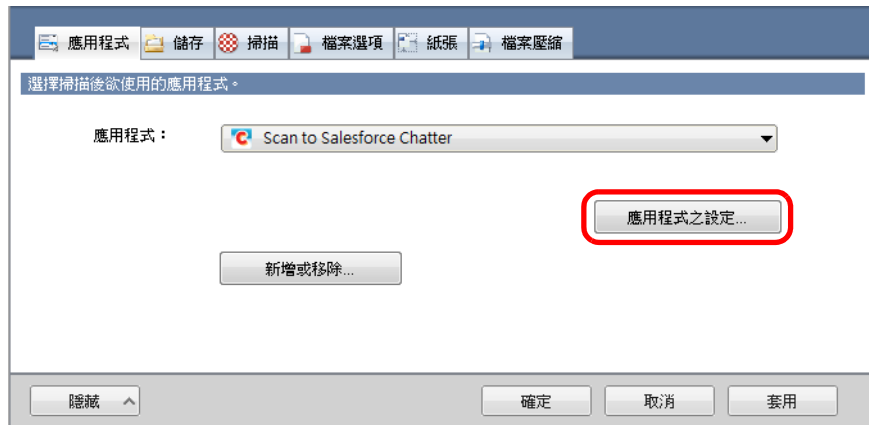 應用程式 儲存 掃描 檔案選項 紙張 檔案壓縮
選擇掃描後欲使用的應用程式。
應用程式： Scan to Salesforce Chatter
應用程式之設定...
新增或移除...
隱藏 確定 取消 套用